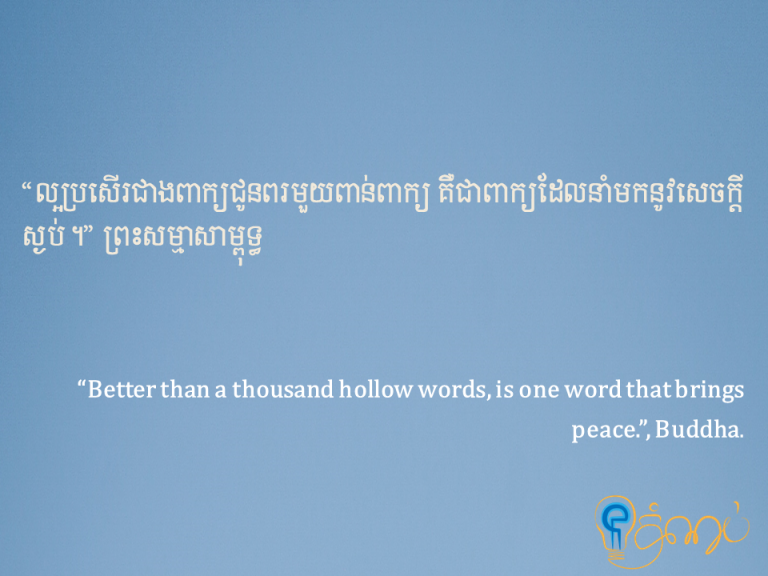 “ល្អប្រសើរជាងពាក្យជូនពរមួយពាន់ពាក្យ គឺជាពាក្យដែលនាំមកនូវសេចក្ដី
ស្ងប់ ។” ព្រះសម្មាសាម្ពុទ្ធ
“Better than a thousand hollow words, is one word that brings
peace.”, Buddha.